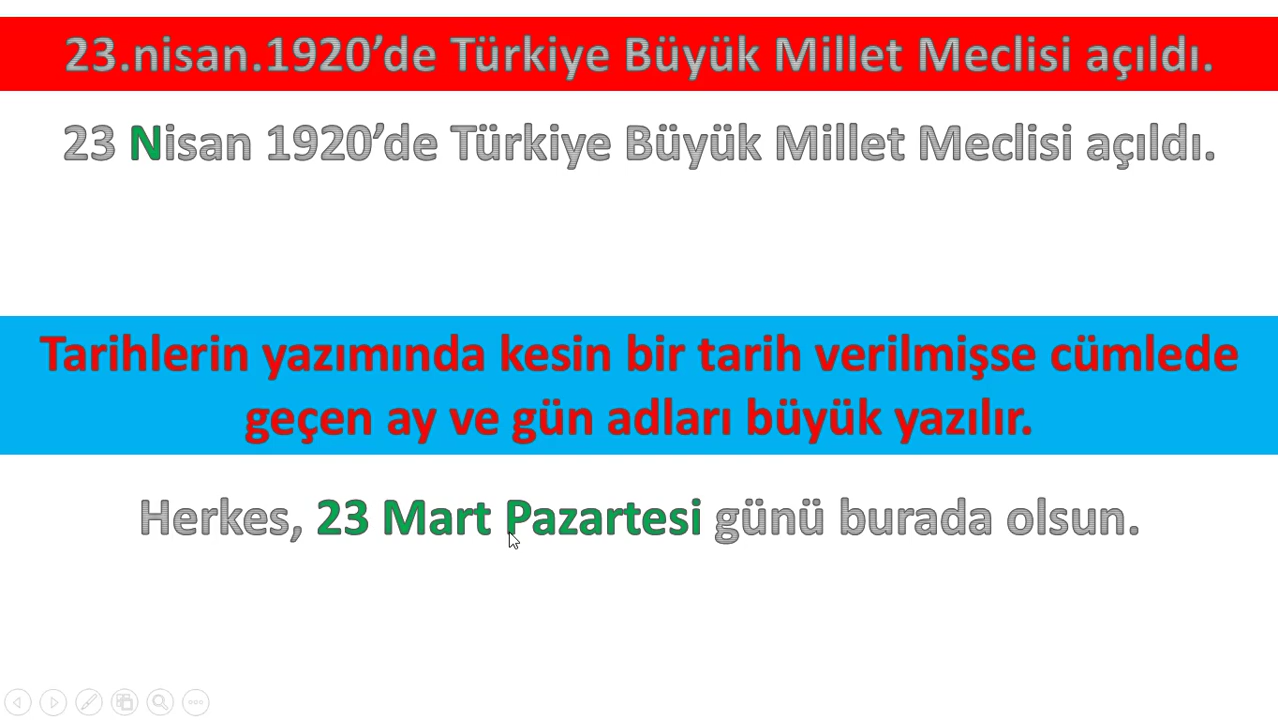 23.nisan.1920’de Türkiye Büyük Millet Meclisi açıldı.
23 Nisan 1920’de Türkiye Büyük Millet Meclisi açıldı.
Tarihlerin yazımında kesin bir tarih verilmişse cümlede
geçen ay ve gün adları büyük yazılır.
Herkes, 23 Mart Pazartesi günü burada olsun.